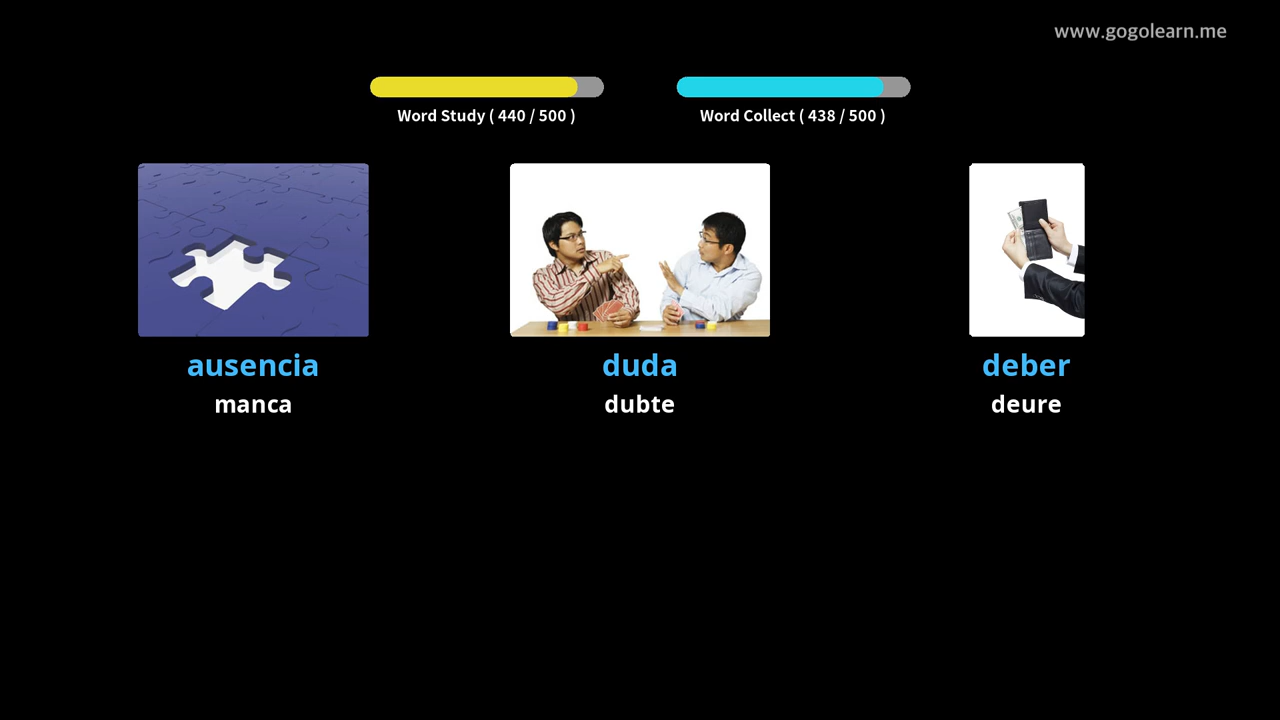 www.gogolearn.me
Word Study ( 440 / 500 )
Word Collect ( 438 / 500 )
ausencia
duda
deber
manca
dubte
deure